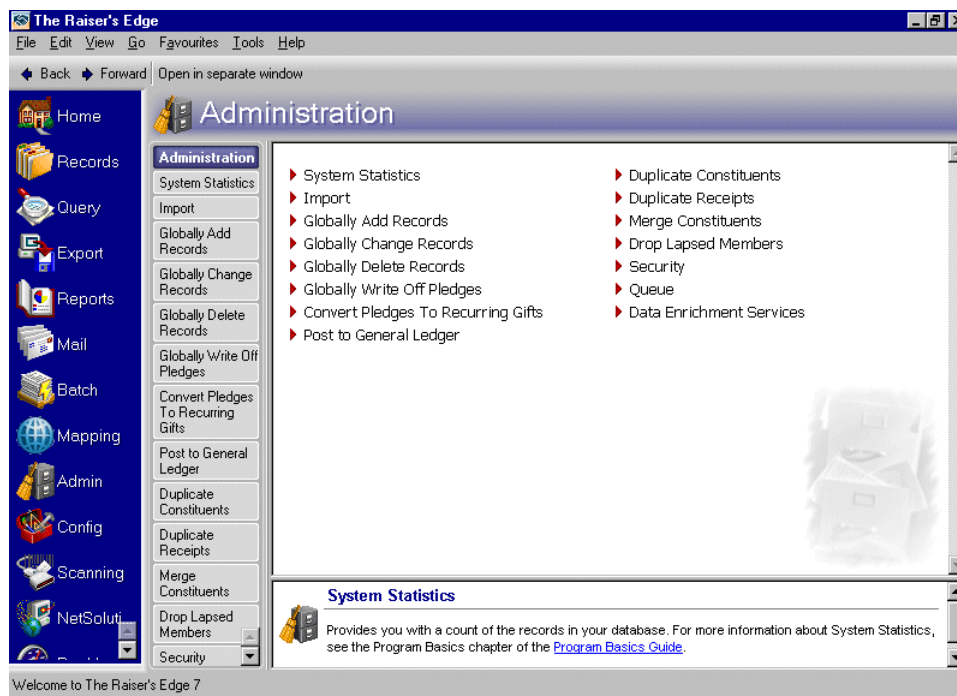 The Raiser's Edge
File Edit View Go Favourites Tools Help
Back Forward Open in separate window
Home
Records
Query
Export
Reports
Mail
Batch
Mapping
Admin
Config
Scanning
NetSoluti...
Administration
Administration
System Statistics
Import
Globally Add
Records
Globally Change
Records
Globally Delete
Records
Globally Write Off
Pledges
Convert Pledges
To Recurring
Gifts
Post to General
Ledger
Duplicate
Constituents
Duplicate
Receipts
Merge
Constituents
Drop Lapsed
Members
Security
System Statistics
Import
Globally Add Records
Globally Change Records
Globally Delete Records
Globally Write Off Pledges
Convert Pledges To Recurring Gifts
Post to General Ledger
Duplicate Constituents
Duplicate Receipts
Merge Constituents
Drop Lapsed Members
Security
Queue
Data Enrichment Services
System Statistics
Provides you with a count of the records in your database. For more information about System Statistics,
see the Program Basics chapter of the Program Basics Guide.
Welcome to The Raiser's Edge 7